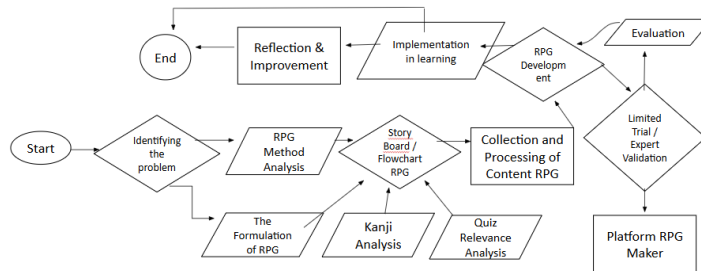 End
Reflection &
Improvement
Implementation
in learning
RPG
Developm
ent
Evaluation
Start
Identifying
the
problem
RPG
Method
Analysis
Story
Board /
Flowchart
RPG
Collection and
Processing of
Content RPG
Limited
Trial /
Expert
Validation
The
Formulation
of RPG
Kanji
Analysis
Quiz
Relevance
Analysis
Platform RPG
Maker